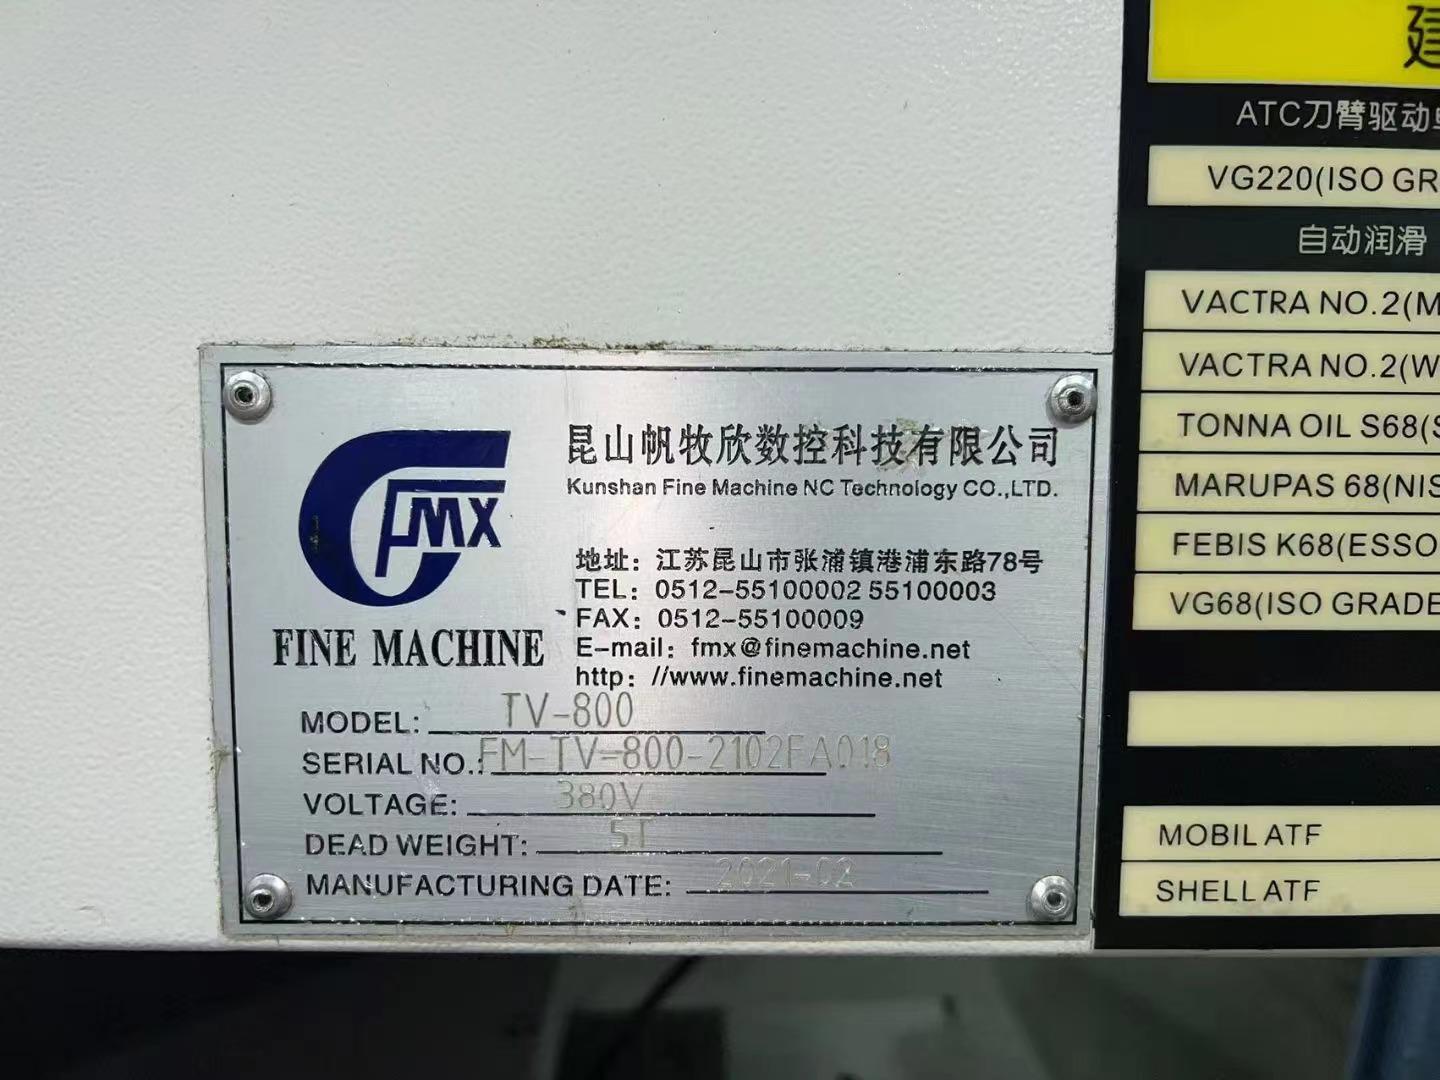 FMX
FINE MACHINE
昆山帆牧欣数控科技有限公司
Kunshan Fine Machine NC Technology CO.,LTD.
地址：江苏昆山市张浦镇港浦东路78号
TEL：0512-55100002 55100003
FAX：0512-55100009
E-mail：fmx@finemachine.net
http：//www.finemachine.net
MODEL: TV-800
SERIAL NO.: FM-TV-800-2102FA018
VOLTAGE: 380V
DEAD WEIGHT: 5T
MANUFACTURING DATE: 2021-02
建
ATC刀臂驱动
VG220(ISO GR
自动润滑
VACTRA NO.2(M
VACTRA NO.2(W
TONNA OIL S68(S
MARUPAS 68(NIS
FEBIS K68(ESSO
VG68(ISO GRADE
MOBIL ATF
SHELL ATF